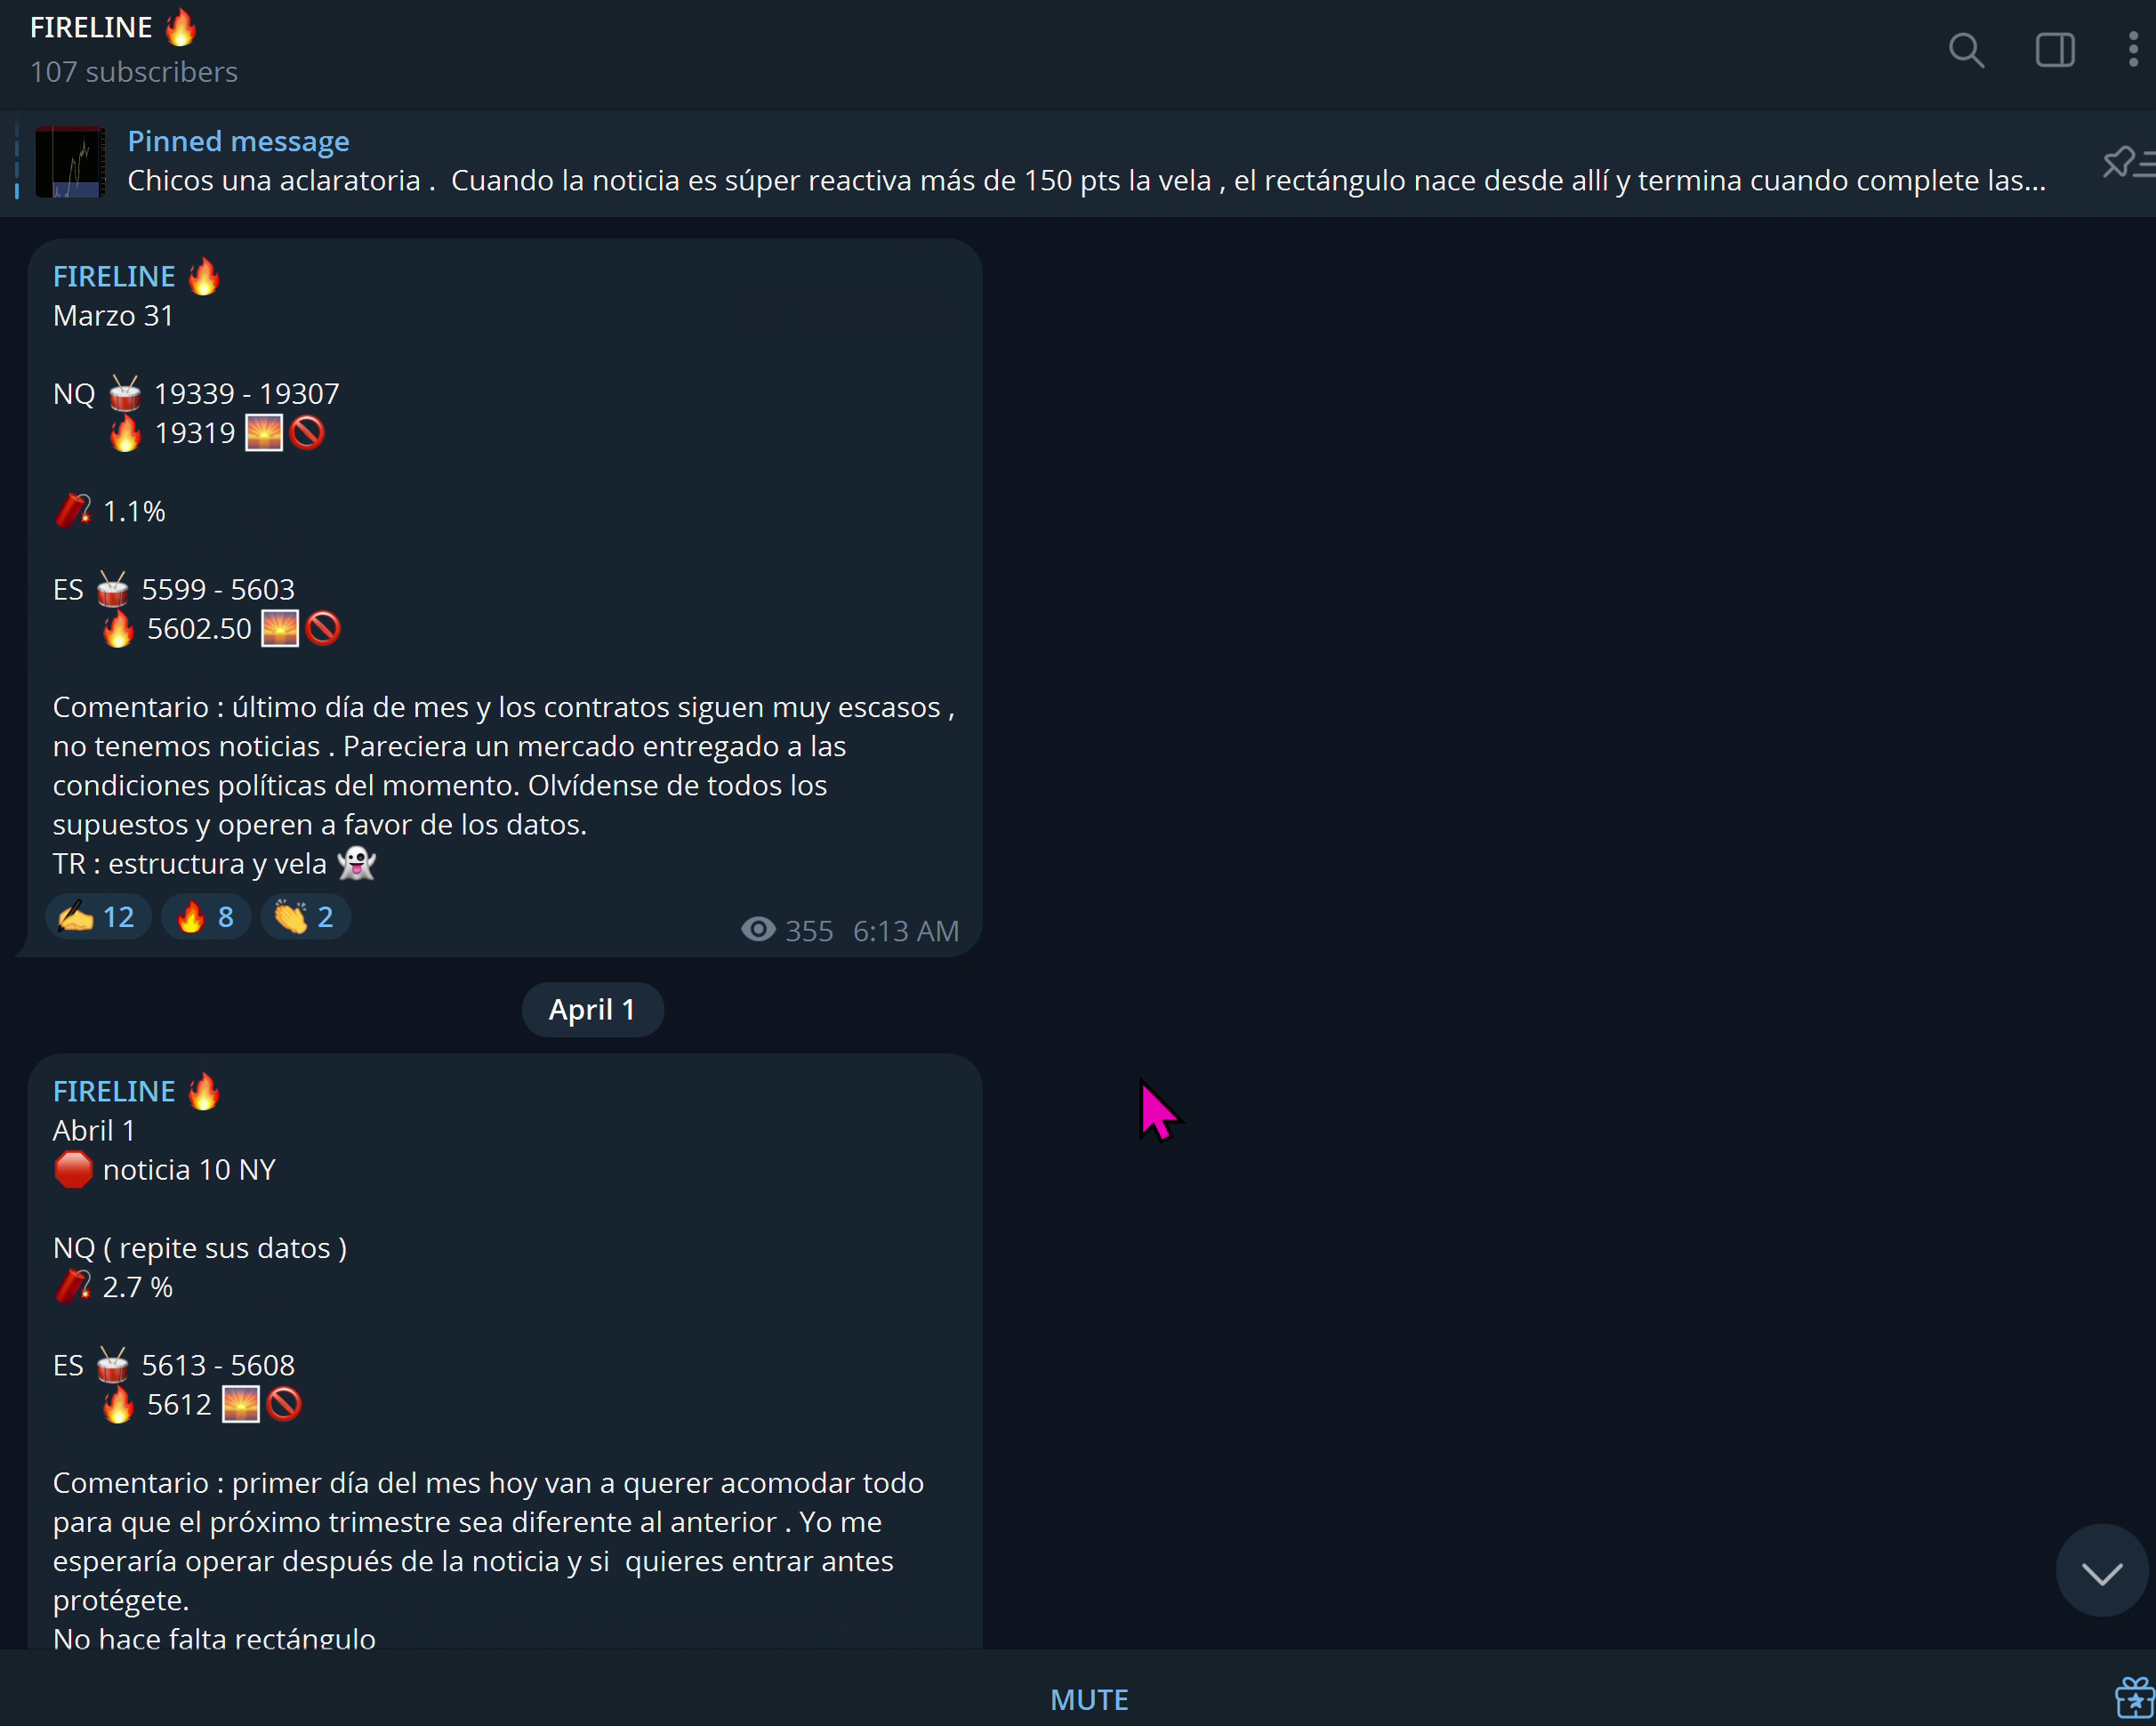 FIRELINE 🔥
107 subscribers
Pinned message
Chicos una aclaratoria .  Cuando la noticia es súper reactiva más de 150 pts la vela , el rectángulo nace desde allí y termina cuando complete las...
FIRELINE 🔥
Marzo 31
NQ 🥁 19339 - 19307
🔥 19319 🌅🚫
🧨 1.1%
ES 🥁 5599 - 5603
🔥 5602.50 🌅🚫
Comentario : último día de mes y los contratos siguen muy escasos ,
no tenemos noticias . Pareciera un mercado entregado a las
condiciones políticas del momento. Olvídense de todos los
supuestos y operen a favor de los datos.
TR : estructura y vela 👻
✍️ 12 🔥 8 👏 2
355 6:13 AM
April 1
FIRELINE 🔥
Abril 1
🛑 noticia 10 NY
NQ ( repite sus datos )
🧨 2.7 %
ES 🥁 5613 - 5608
🔥 5612 🌅🚫
Comentario : primer día del mes hoy van a querer acomodar todo
para que el próximo trimestre sea diferente al anterior . Yo me
esperaría operar después de la noticia y si  quieres entrar antes
protégete.
No hace falta rectángulo
MUTE